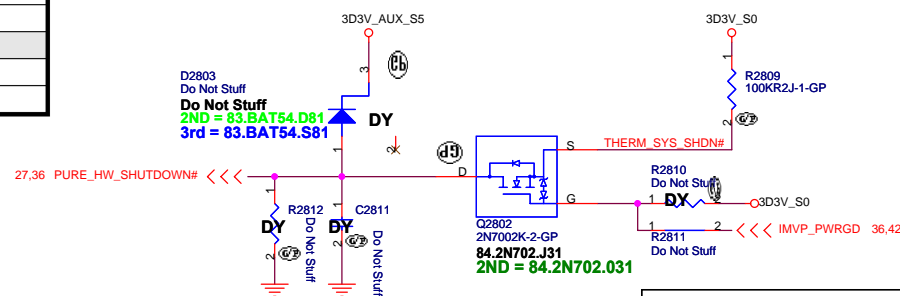 3D3V_AUX_S5
3D3V_S0
3
D2803
Do Not Stuff
Do Not Stuff
2ND = 83.BAT54.D81
3rd = 83.BAT54.S81
DY
1
2
1
R2809
100KR2J-1-GP
2
G/P
THERM_SYS_SHDN#
27,36 PURE_HW_SHUTDOWN#
D
S
G
Q2802
2N7002K-2-GP
84.2N702.J31
2ND = 84.2N702.031
R2810
Do Not Stuff
1
DY
2
3D3V_S0
1
2
IMVP_PWRGD 36,42
R2811
Do Not Stuff
1
R2812
DY
Do Not Stuff
2
G/P
1
C2811
DY
Do Not Stuff
2
G/P